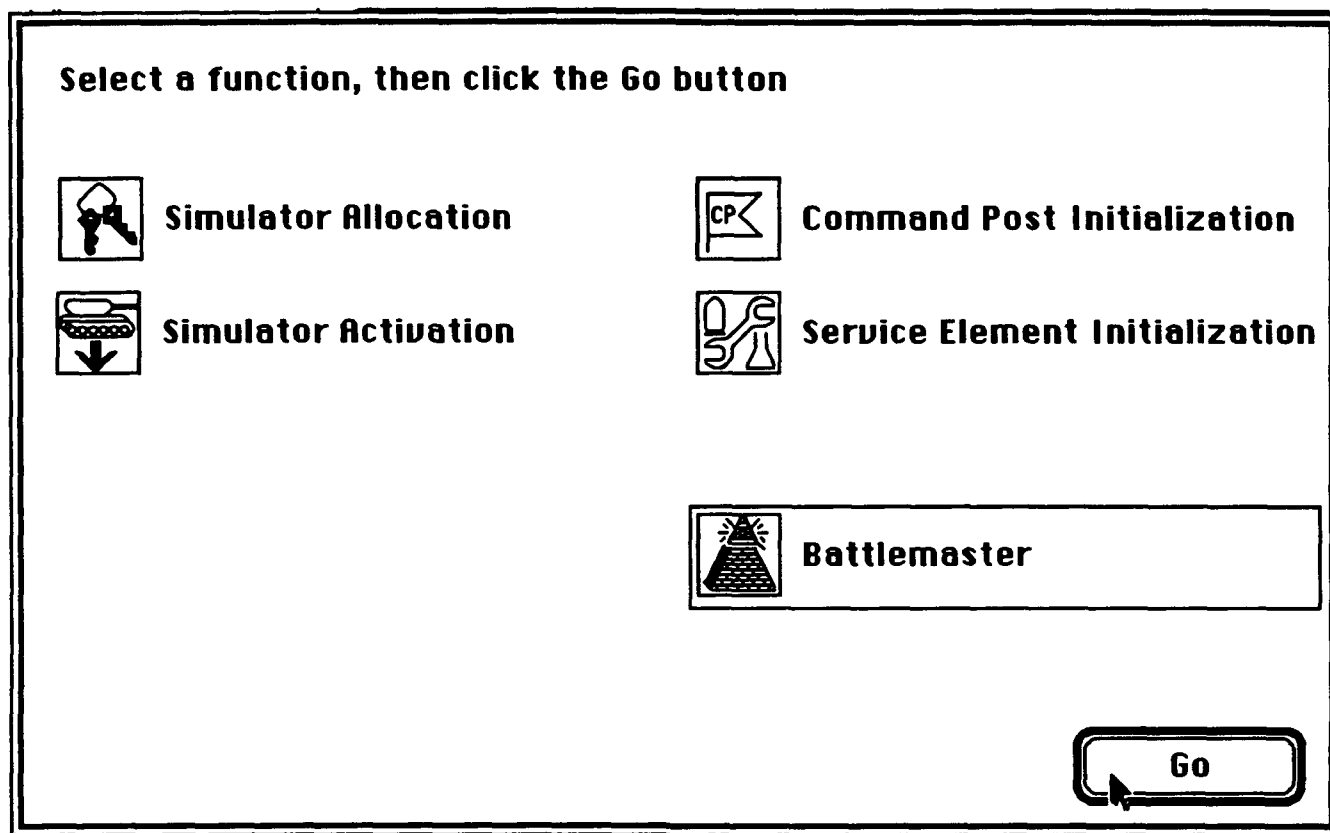 Select a function, then click the Go button
Simulator Allocation
CP
Command Post Initialization
Simulator Activation
Service Element Initialization
Battlemaster
Go